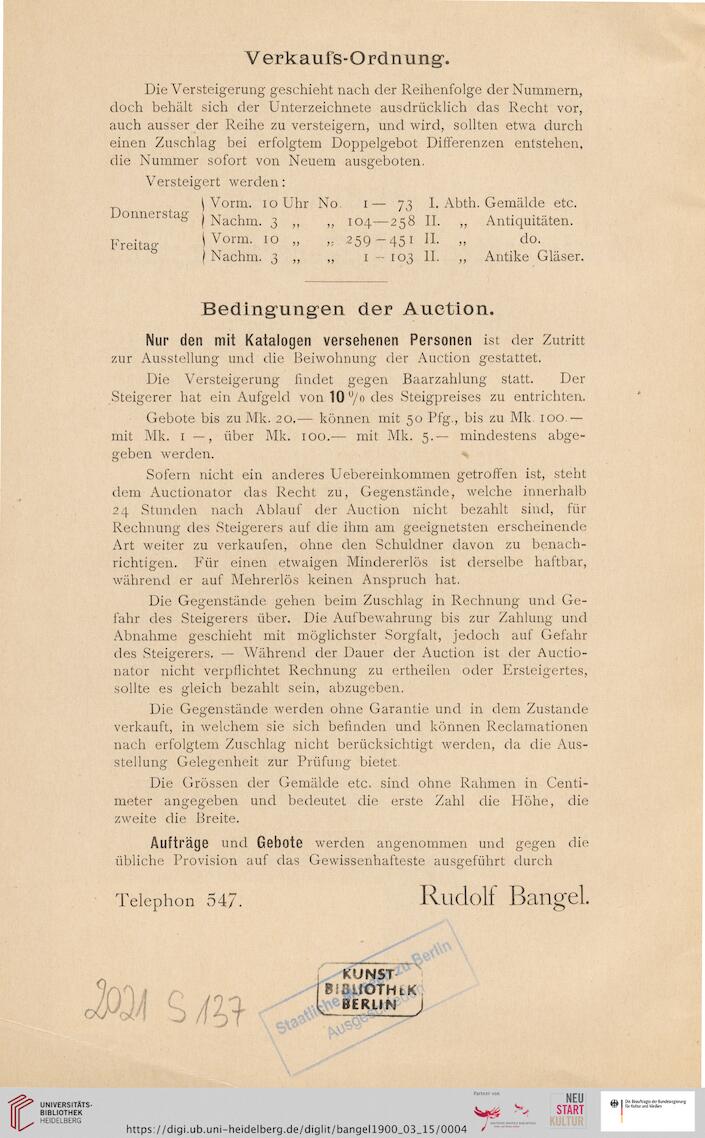 Verkaufs-Ordnung.
Die Versteigerung geschieht nach der Reihenfolge der Nummern,
doch behält sich der Unterzeichnete ausdrücklich das Recht vor,
auch ausser der Reihe zu versteigern, und wird, sollten etwa durch
einen Zuschlag bei erfolgtem Doppelgebot Differenzen entstehen,
die Nummer sofort von Neuem ausgeboten.
Versteigert werden:
Donnerstag
Vorm. 10 Uhr No. 1— 73 I. Abth. Gemälde etc.
Nachm. 3 „ „ 104—258 II. „ Antiquitäten.
Freitag
Vorm. 10 „ „ 259—451 II. „ do.
Nachm. 3 „ „ 1—103 II. „ Antike Gläser.
Bedingungen der Auction.
Nur den mit Katalogen versehenen Personen ist der Zutritt
zur Ausstellung und die Beiwohnung der Auction gestattet.
Die Versteigerung findet gegen Baarzahlung statt. Der
Steigerer hat ein Aufgeld von 10 % des Steigpreises zu entrichten.
Gebote bis zu Mk. 20.— können mit 50 Pfg., bis zu Mk. 100.—
mit Mk. 1 —, über Mk. 100.— mit Mk. 5.— mindestens abge-
geben werden.
Sofern nicht ein anderes Uebereinkommen getroffen ist, steht
dem Auctionator das Recht zu, Gegenstände, welche innerhalb
24 Stunden nach Ablauf der Auction nicht bezahlt sind, für
Rechnung des Steigerers auf die ihm am geeignetsten erscheinende
Art weiter zu verkaufen, ohne den Schuldner davon zu benach-
richtigen. Für einen etwaigen Mindererlös ist derselbe haftbar,
während er auf Mehrerlös keinen Anspruch hat.
Die Gegenstände gehen beim Zuschlag in Rechnung und Ge-
fahr des Steigerers über. Die Aufbewahrung bis zur Zahlung und
Abnahme geschieht mit möglichster Sorgfalt, jedoch auf Gefahr
des Steigerers. — Während der Dauer der Auction ist der Auctio-
nator nicht verpflichtet Rechnung zu ertheilen oder Ersteigertes,
sollte es gleich bezahlt sein, abzugeben.
Die Gegenstände werden ohne Garantie und in dem Zustande
verkauft, in welchem sie sich befinden und können Reclamationen
nach erfolgtem Zuschlag nicht berücksichtigt werden, da die Aus-
stellung Gelegenheit zur Prüfung bietet.
Die Grössen der Gemälde etc. sind ohne Rahmen in Centi-
meter angegeben und bedeutet die erste Zahl die Höhe, die
zweite die Breite.
Aufträge und Gebote werden angenommen und gegen die
übliche Provision auf das Gewissenhafteste ausgeführt durch
Telephon 547. Rudolf Bangel.
KUNST-
BIBLIOTHEK
BERLIN
Staatliche zu Berlin
2021 S 137
UNIVERSITÄTS-
BIBLIOTHEK
HEIDELBERG
https://digi.ub.uni-heidelberg.de/diglit/bangel1900_03_15/0004
Partner von
NEU
START
KULTUR
Die Beauftragte der Bundesregierung
für Kultur und Medien